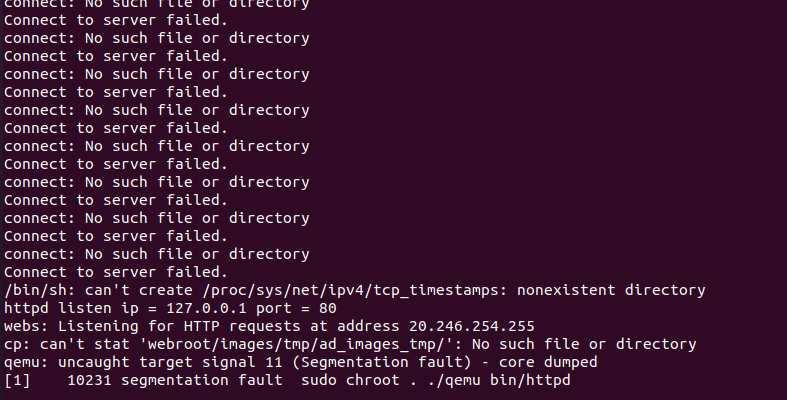 connect: No such file or directory
Connect to server failed.
connect: No such file or directory
Connect to server failed.
connect: No such file or directory
Connect to server failed.
connect: No such file or directory
Connect to server failed.
connect: No such file or directory
Connect to server failed.
connect: No such file or directory
Connect to server failed.
connect: No such file or directory
Connect to server failed.
connect: No such file or directory
Connect to server failed.
/bin/sh: can't create /proc/sys/net/ipv4/tcp_timestamps: nonexistent directory
httpd listen ip = 127.0.0.1 port = 80
webs: Listening for HTTP requests at address 20.246.254.255
cp: can't stat 'webroot/images/tmp/ad_images_tmp/': No such file or directory
qemu: uncaught target signal 11 (Segmentation fault) - core dumped
[1]    10231 segmentation fault  sudo chroot . ./qemu bin/httpd